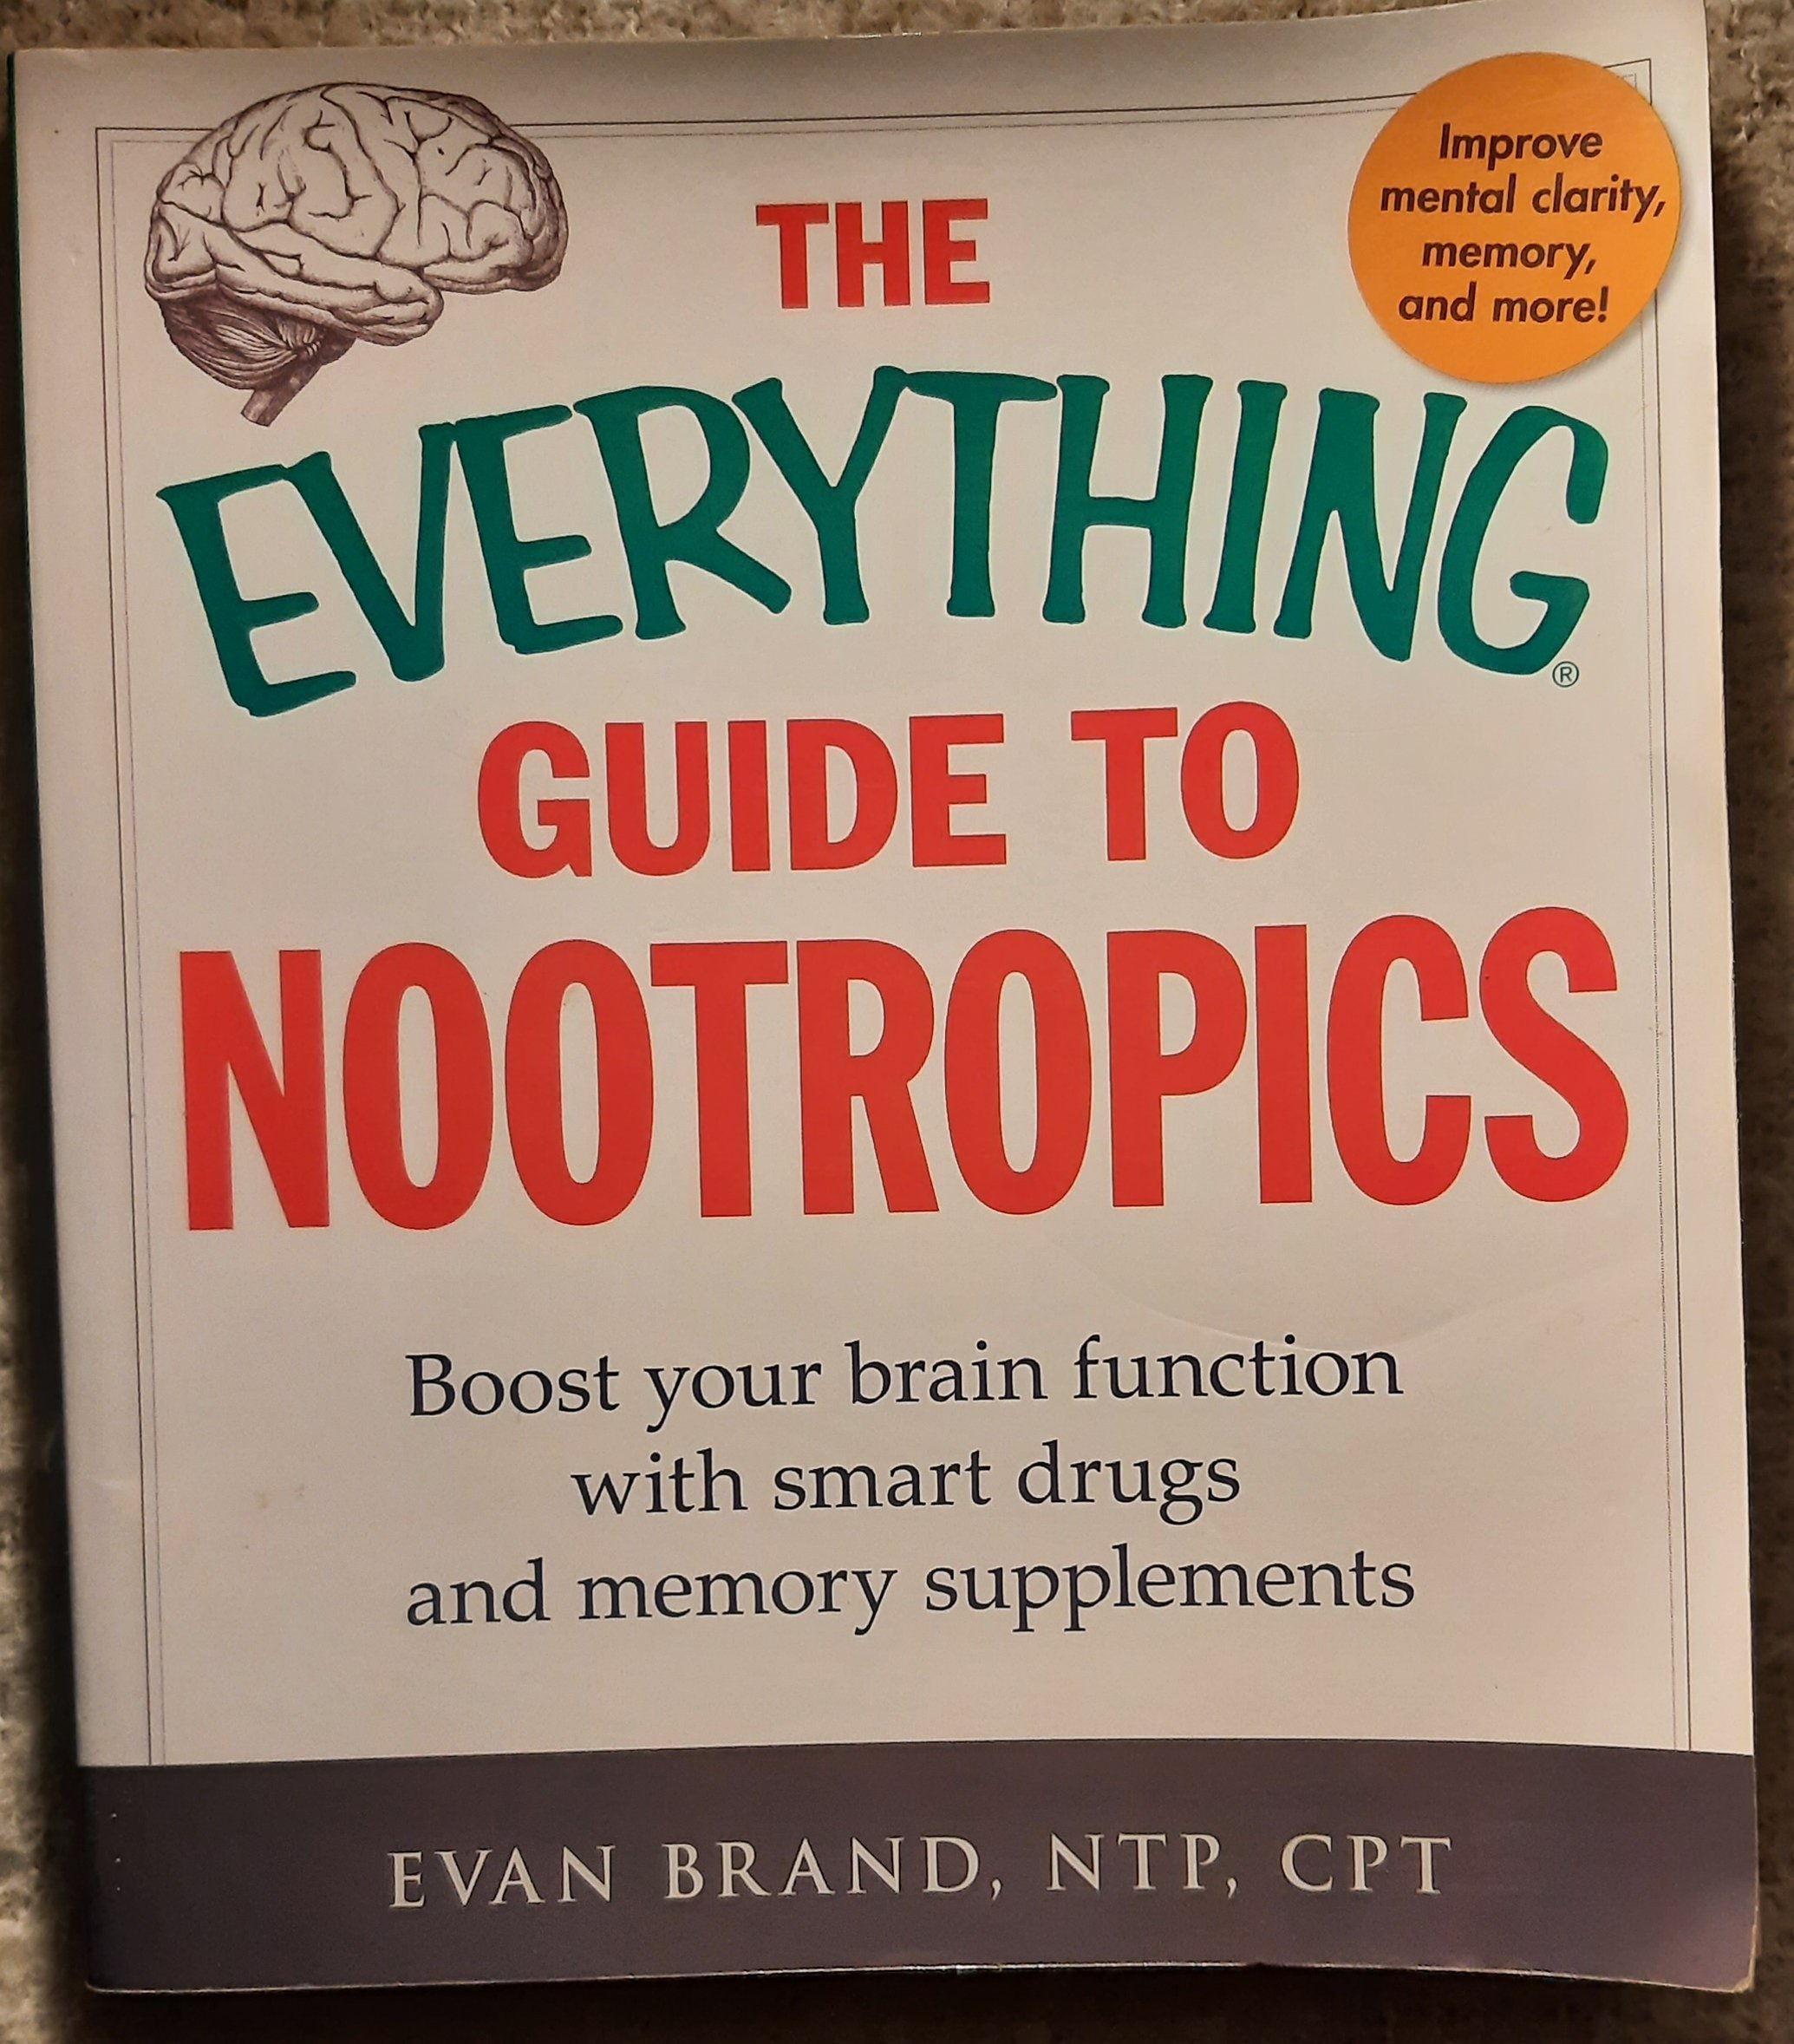 Improve
mental clarity,
memory,
and more!
THE
EVERYTHING®
GUIDE TO
NOOTROPICS
Boost your brain function
with smart drugs
and memory supplements
EVAN BRAND, NTP, CPT